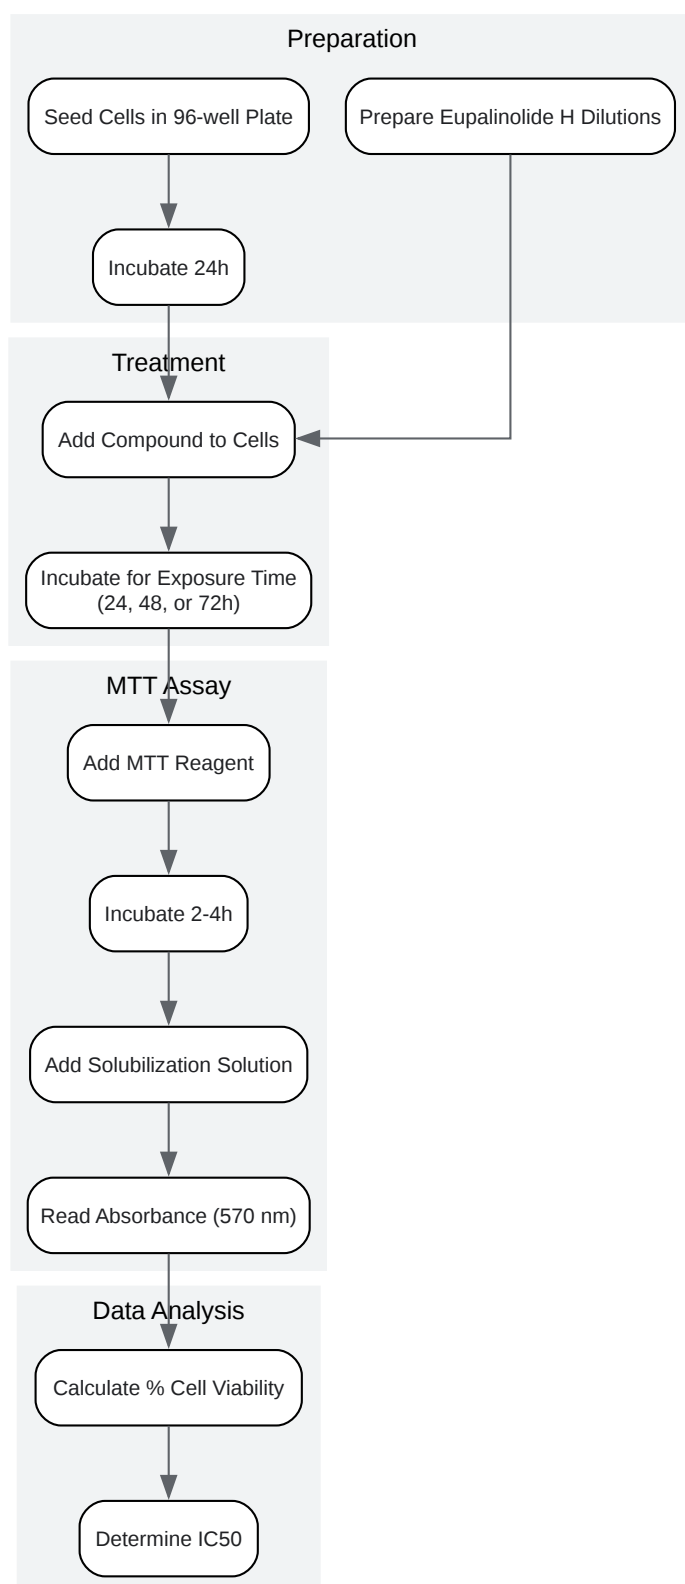 Preparation
Seed Cells in 96-well Plate
Prepare Eupalinolide H Dilutions
Incubate 24h
Treatment
Add Compound to Cells
Incubate for Exposure Time
(24, 48, or 72h)
MTT Assay
Add MTT Reagent
Incubate 2-4h
Add Solubilization Solution
Read Absorbance (570 nm)
Data Analysis
Calculate % Cell Viability
Determine IC50